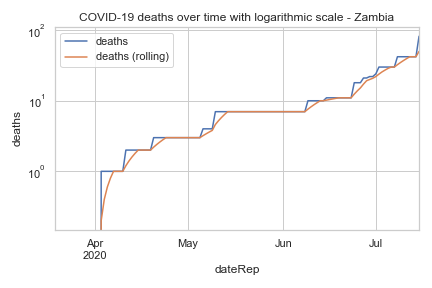 COVID-19 deaths over time with logarithmic scale - Zambia
deaths
deaths (rolling)
10²
10¹
10⁰
deaths
Apr
2020
May
Jun
Jul
dateRep